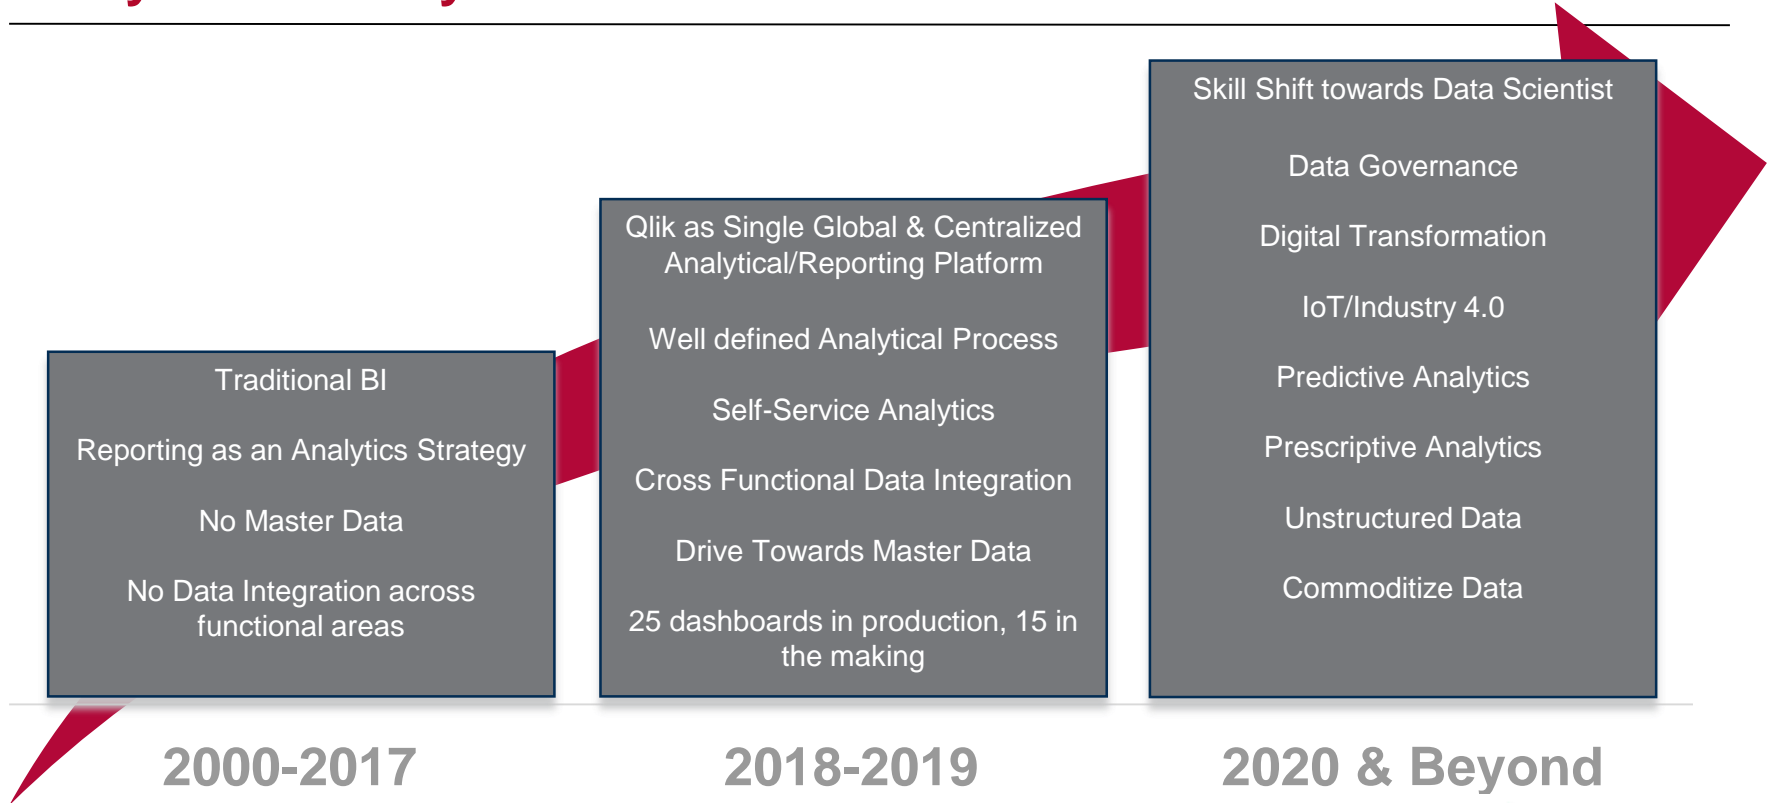 Traditional BI
Reporting as an Analytics Strategy
No Master Data
No Data Integration across
functional areas
2000-2017
Qlik as Single Global & Centralized
Analytical/Reporting Platform
Well defined Analytical Process
Self-Service Analytics
Cross Functional Data Integration
Drive Towards Master Data
25 dashboards in production, 15 in
the making
2018-2019
Skill Shift towards Data Scientist
Data Governance
Digital Transformation
IoT/Industry 4.0
Predictive Analytics
Prescriptive Analytics
Unstructured Data
Commoditize Data
2020 & Beyond